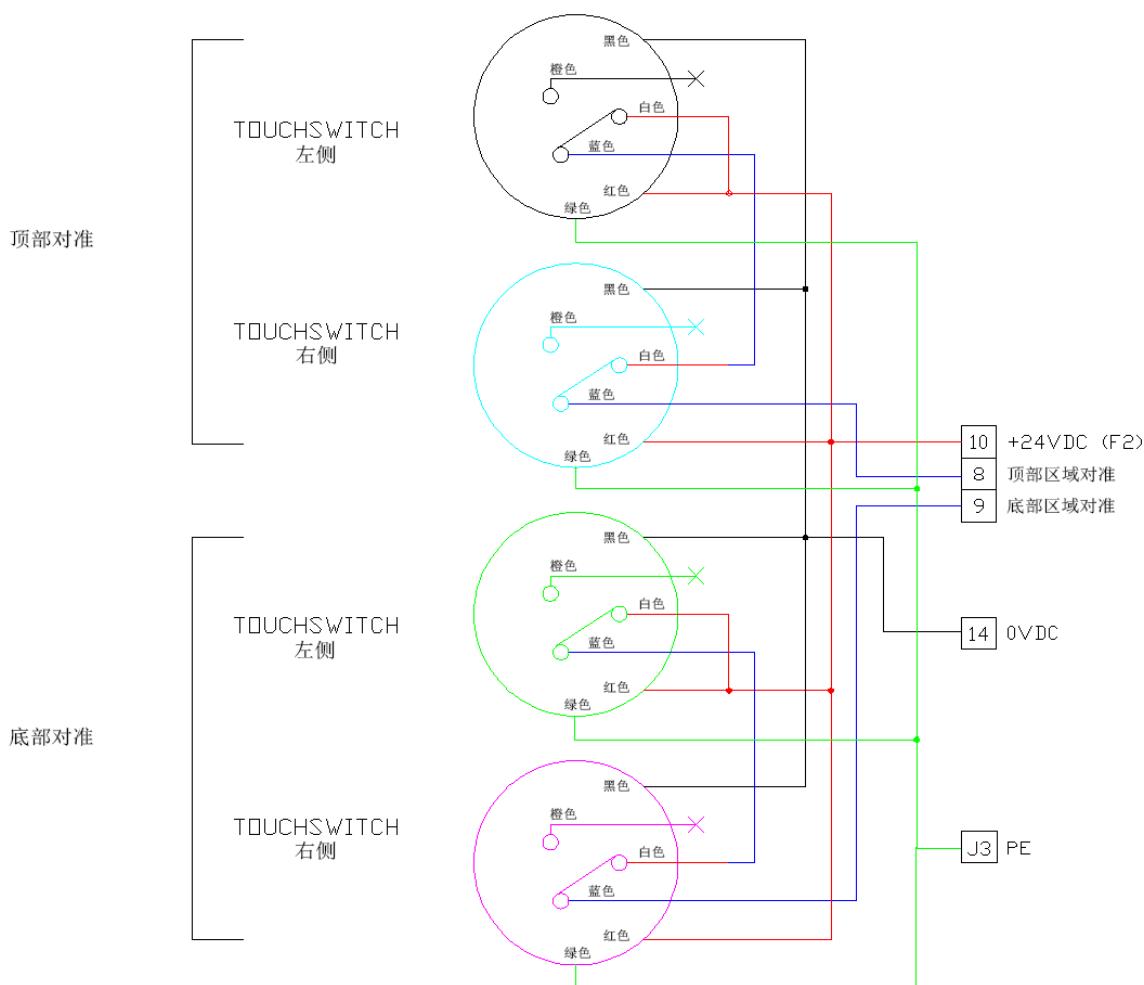 黑色
橙色
白色
TOUCHSWITCH
左侧
蓝色
红色
绿色
顶部对准
黑色
橙色
TOUCHSWITCH
右侧
白色
蓝色
红色
绿色
10 +24VDC (F2)
8 顶部区域对准
9 底部区域对准
黑色
橙色
白色
TOUCHSWITCH
左侧
蓝色
红色
绿色
14 0VDC
底部对准
黑色
橙色
TOUCHSWITCH
右侧
白色
蓝色
红色
绿色
J3 PE